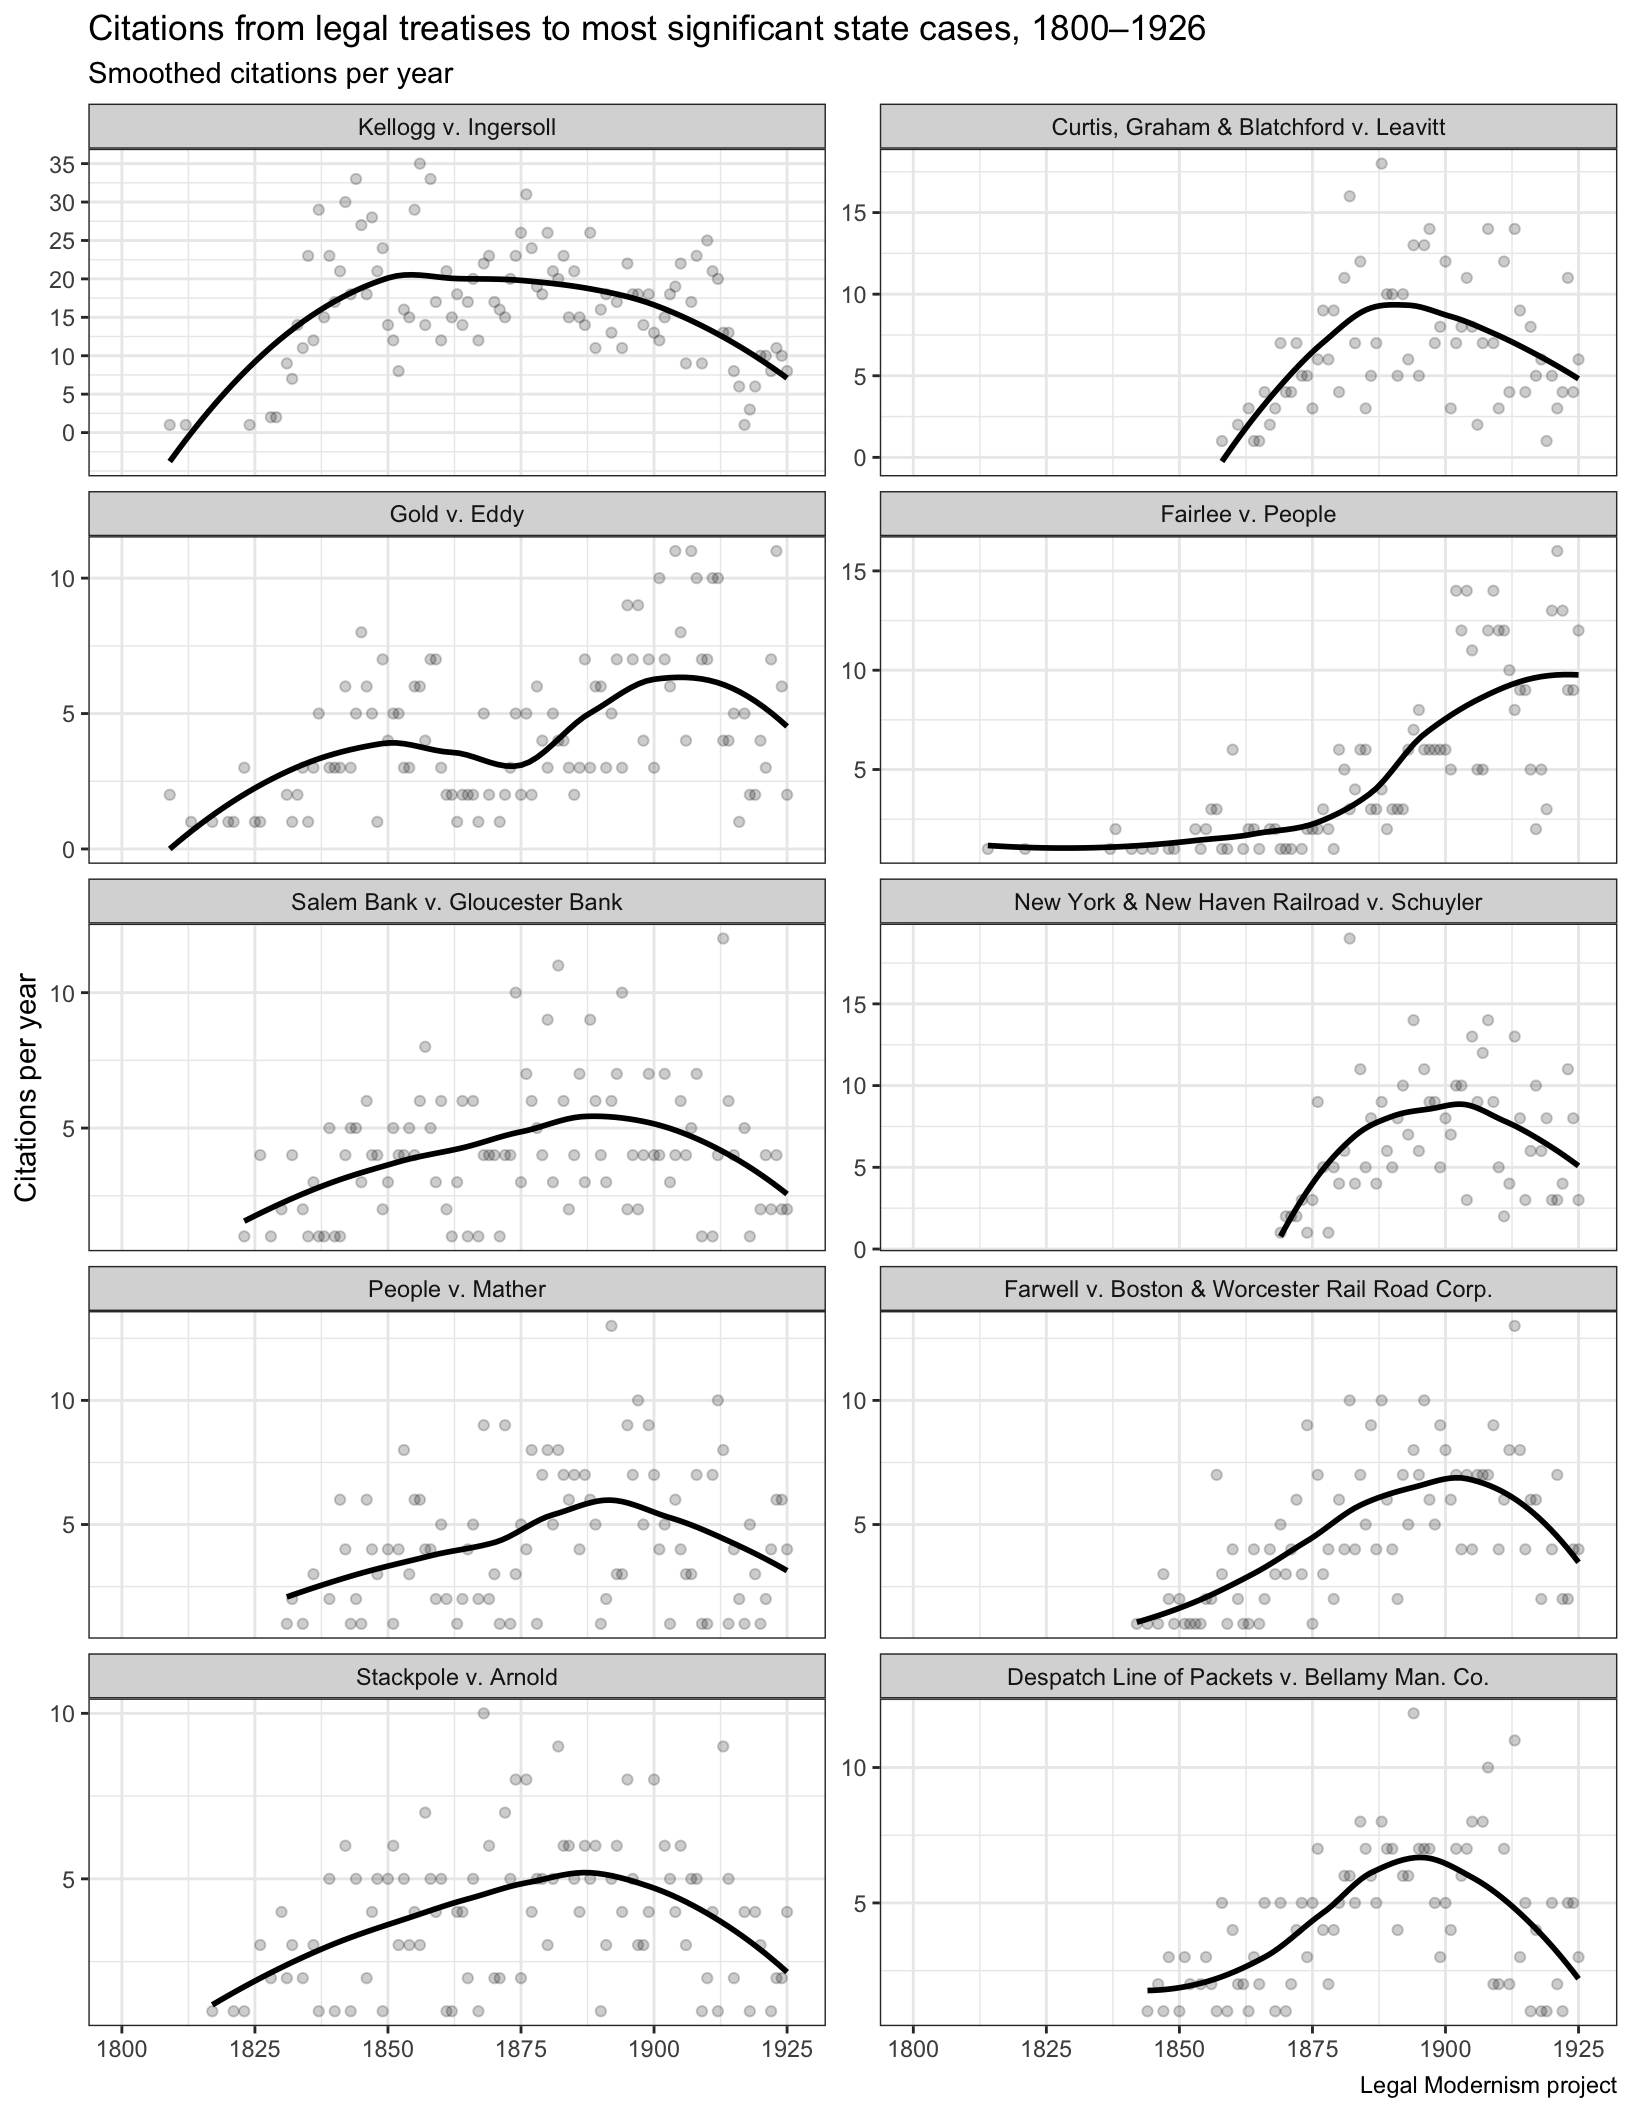 Citations from legal treatises to most significant state cases, 1800–1926
Smoothed citations per year
Kellogg v. Ingersoll
35
30
25
20
15
10
5
0
Curtis, Graham & Blatchford v. Leavitt
15
10
5
0
Gold v. Eddy
10
5
0
Fairlee v. People
15
10
5
Salem Bank v. Gloucester Bank
10
5
New York & New Haven Railroad v. Schuyler
15
10
5
0
People v. Mather
10
5
Farwell v. Boston & Worcester Rail Road Corp.
10
5
Stackpole v. Arnold
10
5
Despatch Line of Packets v. Bellamy Man. Co.
10
5
Citations per year
1800 1825 1850 1875 1900 1925
1800 1825 1850 1875 1900 1925
Legal Modernism project